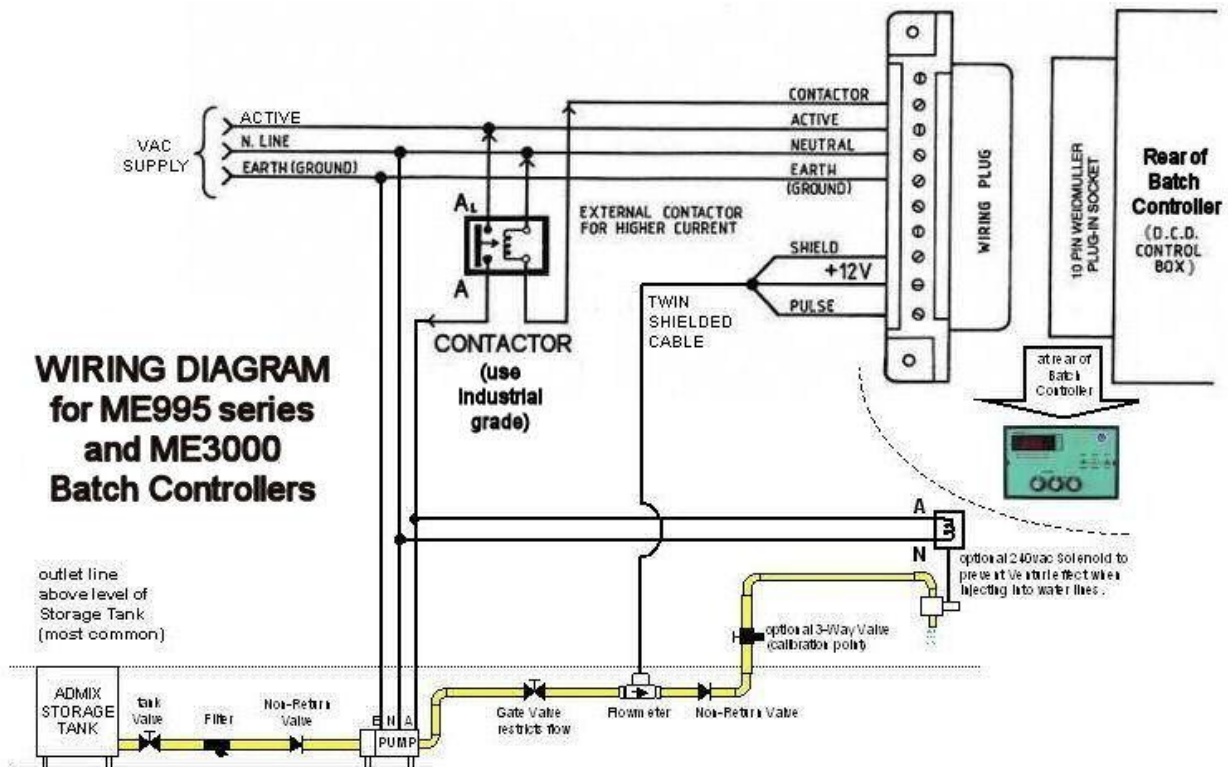 VAC
SUPPLY
ACTIVE
N. LINE
EARTH (GROUND)
CONTACTOR
ACTIVE
NEUTRAL
EARTH
(GROUND)
SHIELD
+12V
PULSE
WIRING PLUG
10 PIN WEIDMULLER
PLUG-IN SOCKET
Rear of
Batch
Controller
(D.C.D.
CONTROL
BOX)
AL
A
EXTERNAL CONTACTOR
FOR HIGHER CURRENT
TWIN
SHIELDED
CABLE
CONTACTOR
(use
industrial
grade)
at rear of
Batch
Controller
WIRING DIAGRAM
for ME995 series
and ME3000
Batch Controllers
A
N
optional 240vac Solenoid to
prevent Venturi effect when
injecting into water lines.
outlet line
above level of
Storage Tank
(most common)
optional 3-Way Valve
(calibration point)
ADMIX
STORAGE
TANK
tank
Valve
Filter
Non-Return
Valve
E N A
PUMP
Gate Valve
restricts flow
Flowmeter
Non-Return Valve